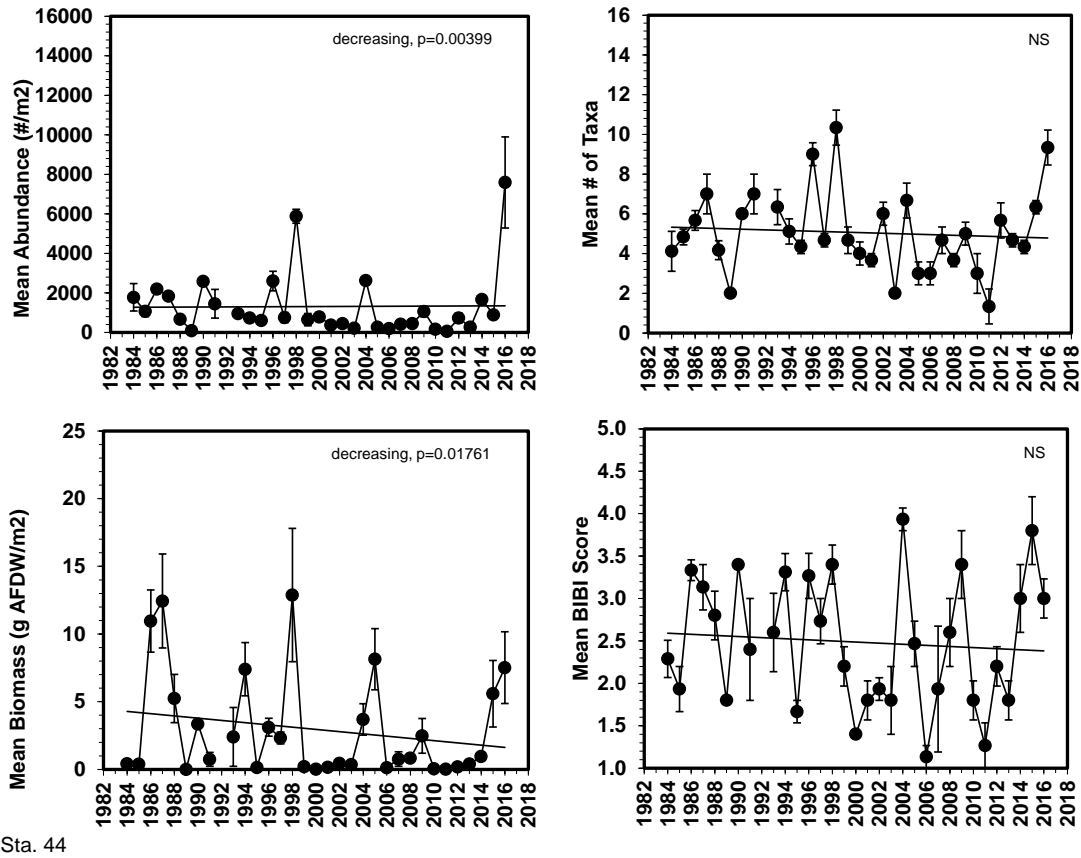 Mean Abundance (#/m2)
16000
14000
12000
10000
8000
6000
4000
2000
0
decreasing, p=0.00399
1982 1984 1986 1988 1990 1992 1994 1996 1998 2000 2002 2004 2006 2008 2010 2012 2014 2016 2018
Mean # of Taxa
16
14
12
10
8
6
4
2
0
NS
1982 1984 1986 1988 1990 1992 1994 1996 1998 2000 2002 2004 2006 2008 2010 2012 2014 2016 2018
Mean Biomass (g AFDW/m2)
25
20
15
10
5
0
decreasing, p=0.01761
1982 1984 1986 1988 1990 1992 1994 1996 1998 2000 2002 2004 2006 2008 2010 2012 2014 2016 2018
Mean BIBI Score
5.0
4.5
4.0
3.5
3.0
2.5
2.0
1.5
1.0
NS
1982 1984 1986 1988 1990 1992 1994 1996 1998 2000 2002 2004 2006 2008 2010 2012 2014 2016 2018
Sta. 44